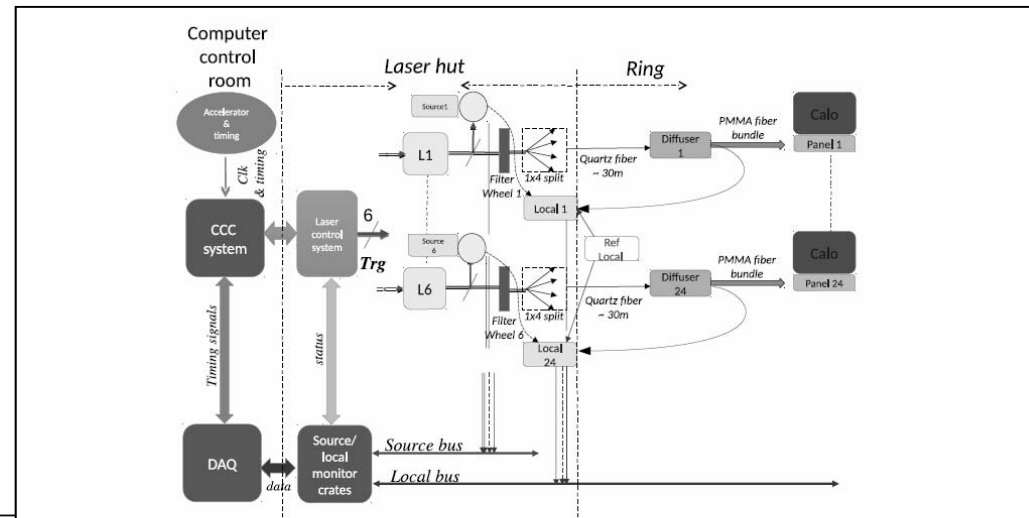 Computer
control
room
Laser hut
Ring
Accelerator
&
timing
Clk
& timing
CCC
system
Laser
control
system
6
Trg
Source1
L1
Filter
Wheel 1
1x4 split
Quartz fiber
~ 30m
Diffuser
1
PMMA fiber
bundle
Calo
Panel 1
Local 1
Ref
Local
Source
6
L6
Filter
Wheel 6
1x4 split
Quartz fiber
~ 30m
Diffuser
24
PMMA fiber
bundle
Calo
Panel 24
Local
24
Timing signals
status
DAQ
data
Source/
local
monitor
crates
Source bus
Local bus